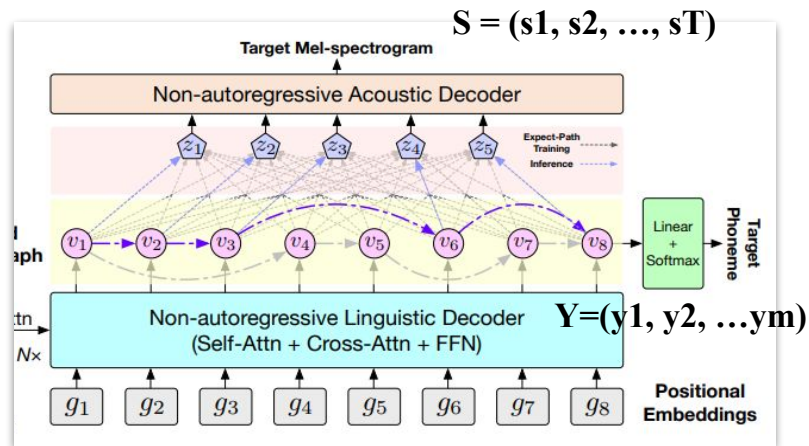 S = (s1, s2, …, sT)
Target Mel-spectrogram
Non-autoregressive Acoustic Decoder
z1 z2 z3 z4 z5
Expect-Path
Training
Inference
d
aph
v1 v2 v3 v4 v5 v6 v7 v8
Linear
+
Softmax
Target
Phoneme
ttn
N×
Non-autoregressive Linguistic Decoder
(Self-Attn + Cross-Attn + FFN)
Y=(y1, y2, …ym)
g1 g2 g3 g4 g5 g6 g7 g8
Positional
Embeddings